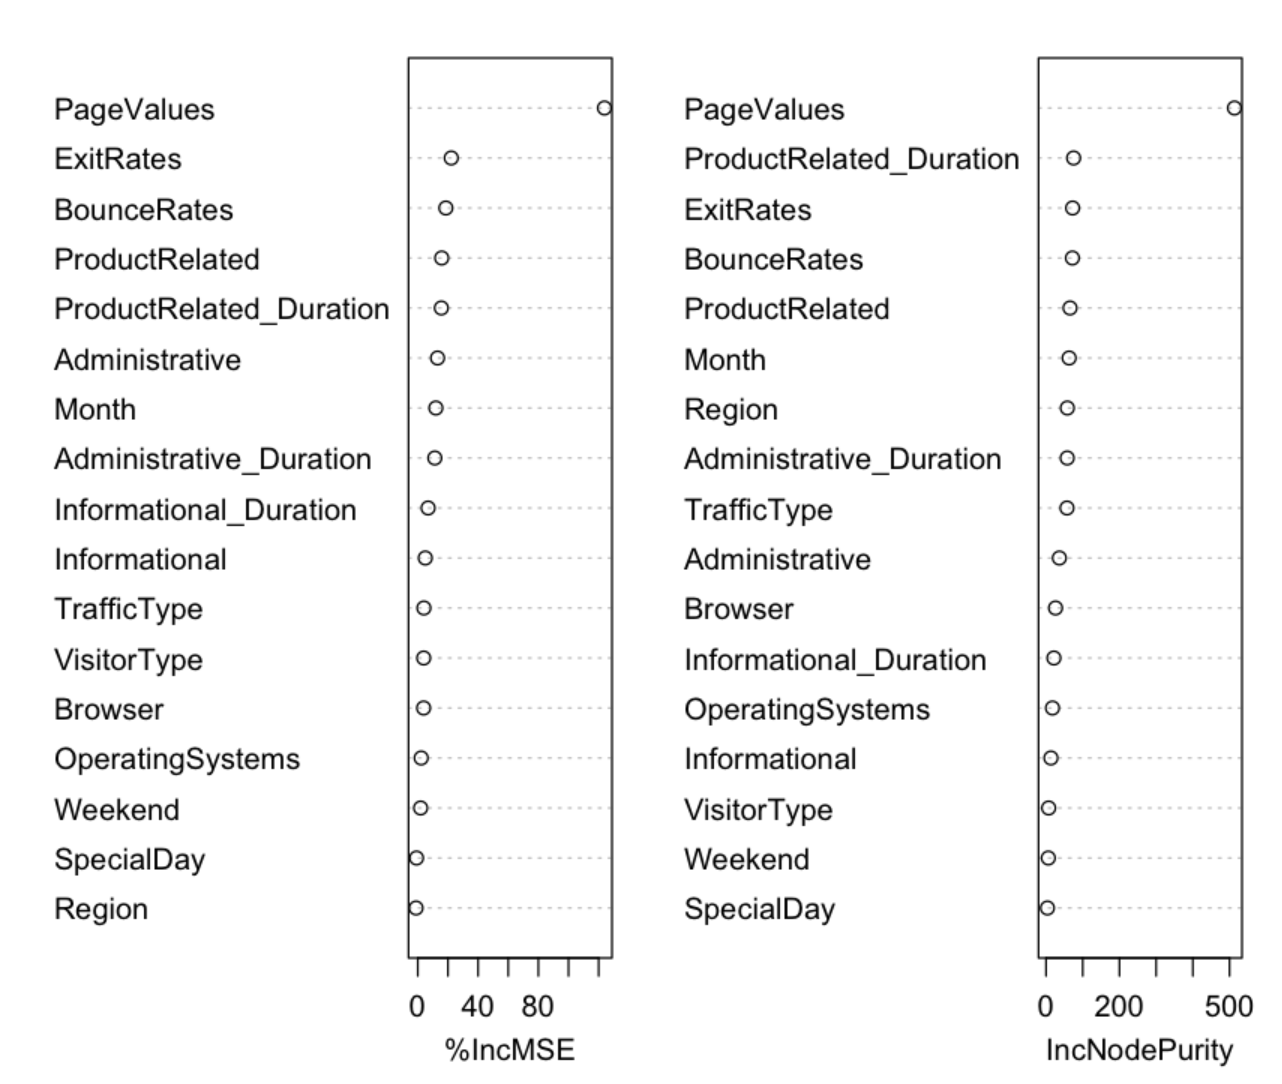 PageValues
ExitRates
BounceRates
ProductRelated
ProductRelated_Duration
Administrative
Month
Administrative_Duration
Informational_Duration
Informational
TrafficType
VisitorType
Browser
OperatingSystems
Weekend
SpecialDay
Region
0 40 80
%IncMSE
PageValues
ProductRelated_Duration
ExitRates
BounceRates
ProductRelated
Month
Region
Administrative_Duration
TrafficType
Administrative
Browser
Informational_Duration
OperatingSystems
Informational
VisitorType
Weekend
SpecialDay
0 200 500
IncNodePurity